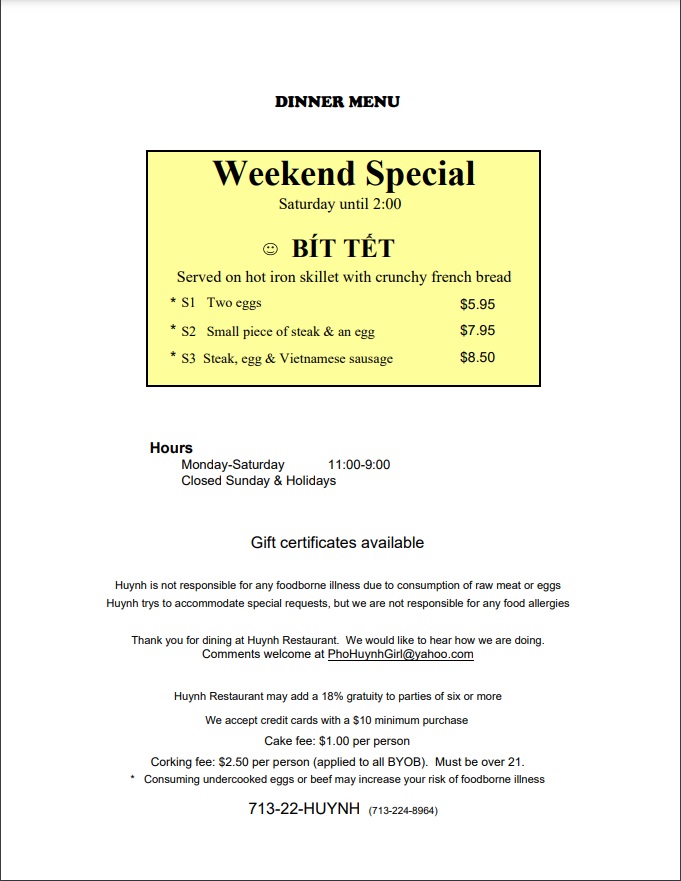 DINNER MENU
Weekend Special
Saturday until 2:00
☺ BÍT TẾT
Served on hot iron skillet with crunchy french bread
* S1 Two eggs $5.95
* S2 Small piece of steak & an egg $7.95
* S3 Steak, egg & Vietnamese sausage $8.50
Hours
Monday-Saturday 11:00-9:00
Closed Sunday & Holidays
Gift certificates available
Huynh is not responsible for any foodborne illness due to consumption of raw meat or eggs
Huynh trys to accommodate special requests, but we are not responsible for any food allergies
Thank you for dining at Huynh Restaurant. We would like to hear how we are doing.
Comments welcome at PhoHuynhGirl@yahoo.com
Huynh Restaurant may add a 18% gratuity to parties of six or more
We accept credit cards with a $10 minimum purchase
Cake fee: $1.00 per person
Corking fee: $2.50 per person (applied to all BYOB). Must be over 21.
* Consuming undercooked eggs or beef may increase your risk of foodborne illness
713-22-HUYNH (713-224-8964)